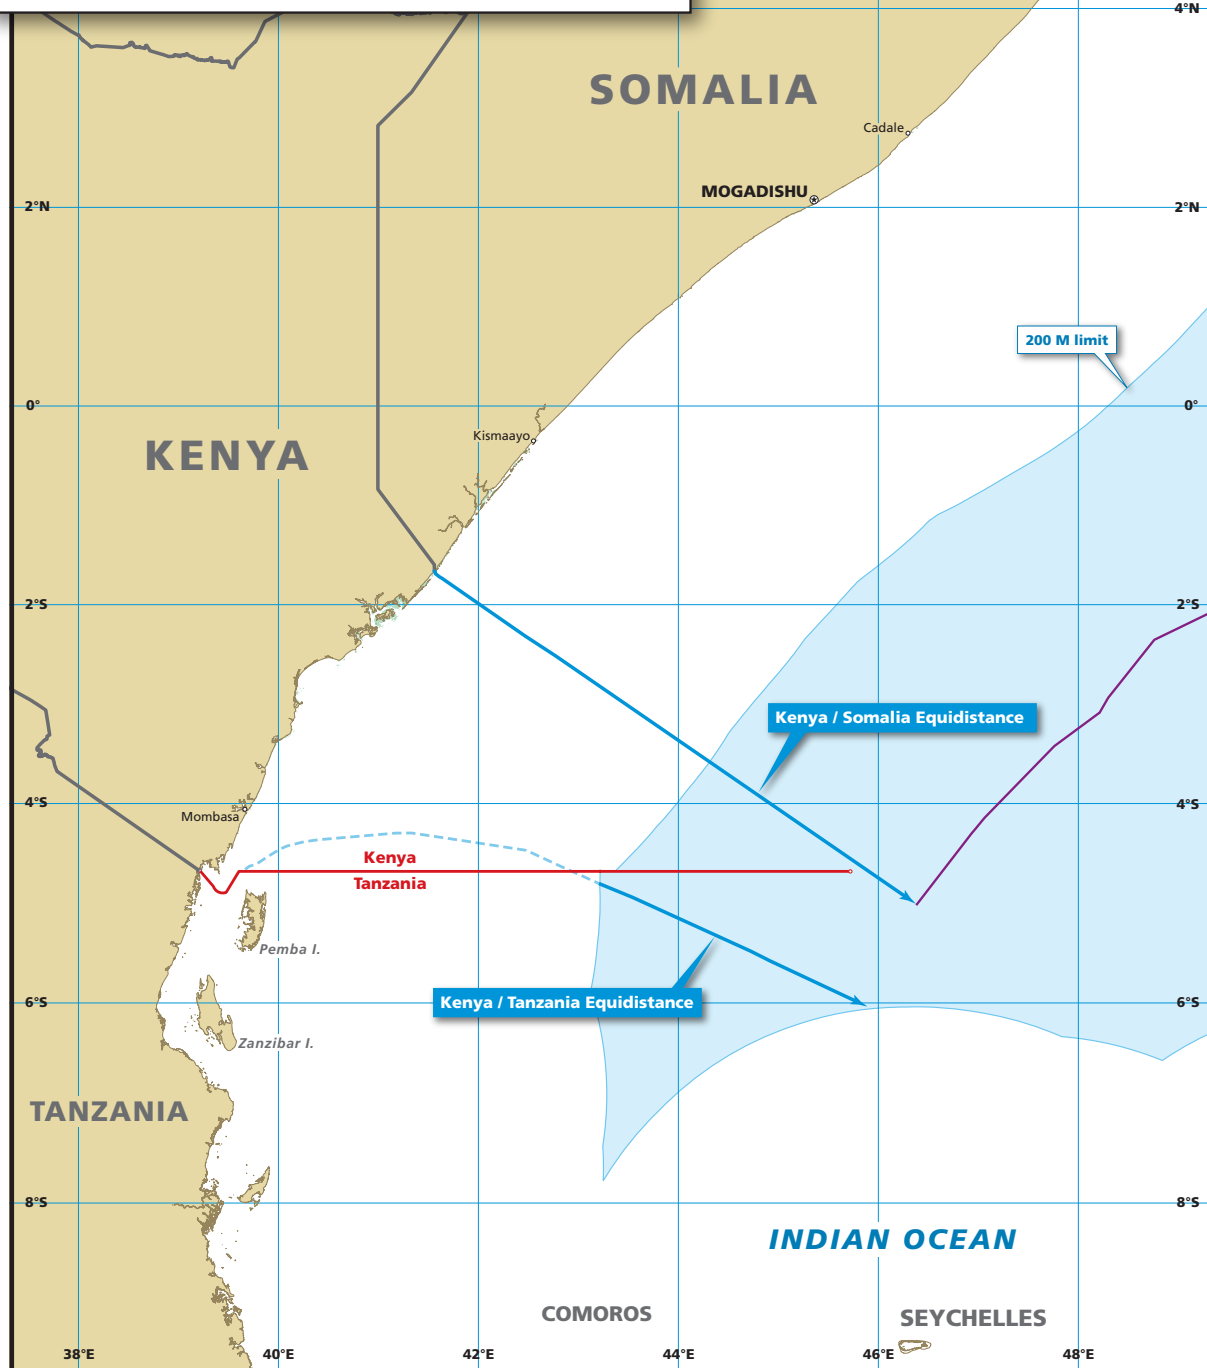 4°N
SOMALIA
Cadale
MOGADISHU
2°N
2°N
200 M limit
0°
0°
Kismaayo
KENYA
2°S
2°S
Kenya / Somalia Equidistance
4°S
4°S
Mombasa
Kenya
Tanzania
Pemba I.
6°S
Kenya / Tanzania Equidistance
6°S
Zanzibar I.
TANZANIA
8°S
8°S
INDIAN OCEAN
COMOROS
SEYCHELLES
38°E
40°E
42°E
44°E
46°E
48°E